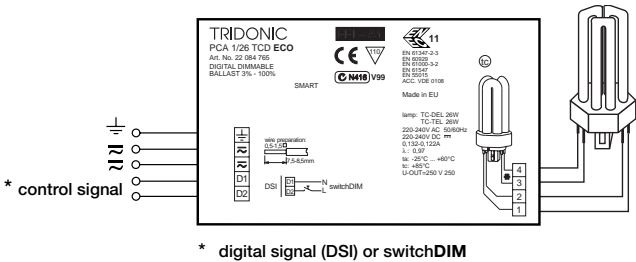 TRIDONIC
PCA 1/26 TCD ECO
Art. No. 22 084 765
DIGITAL DIMMABLE
BALLAST 3% - 100%
SMART
CE
110
N416 V99
11
EN 61347-2-3
EN 60929
EN 61000-3-2
EN 61547
EN 55015
ACC. VDE 0108
Made in EU
tc
lamp: TC-DEL 26W
TC-TEL 26W
220-240V AC 50/60Hz
220-240V DC
0,132-0,122A
λ : 0,97
ta: -25°C ... +60°C
tc: +85°C
U-OUT=250 V 250
wire preparation:
0,5-1,5
7,5-8,5mm
D1
D2
DSI D1 N
D2 L
switchDIM
4
3
2
1
* control signal
* digital signal (DSI) or switchDIM